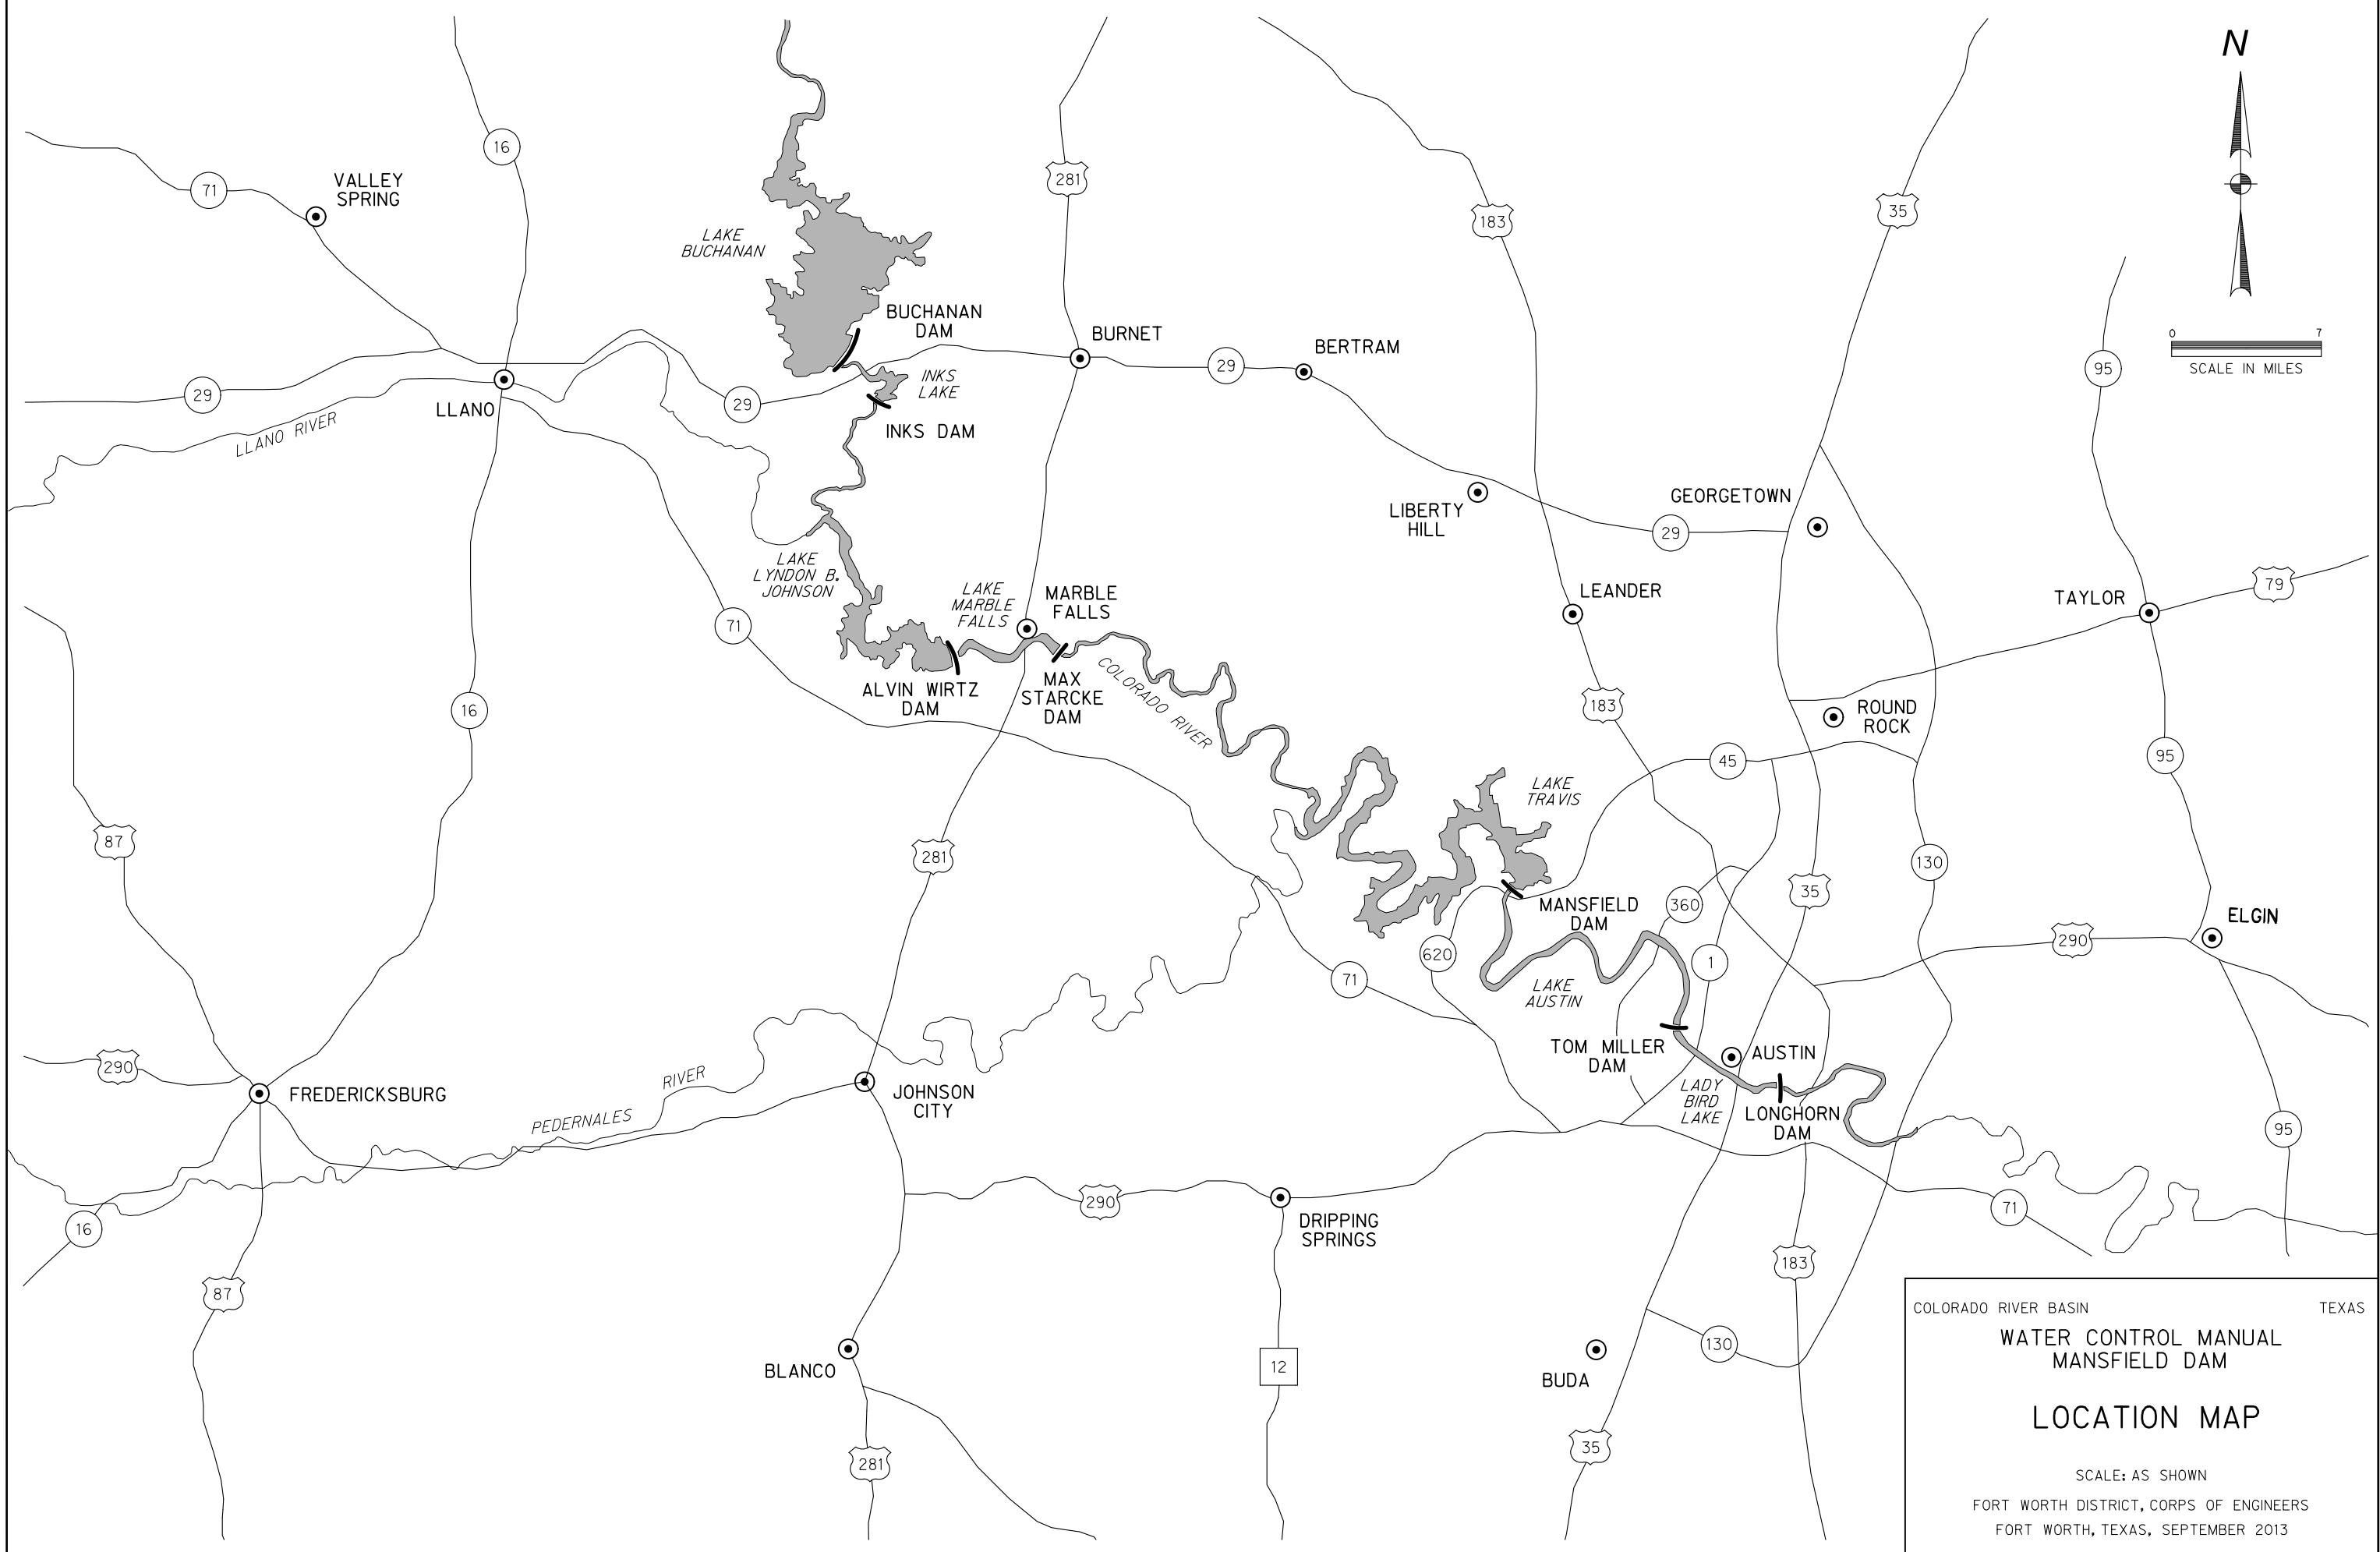 N
16
71
VALLEY
SPRING
281
183
35
LAKE
BUCHANAN
BUCHANAN
DAM
BURNET
BERTRAM
0 7
SCALE IN MILES
95
29
29
29
INKS
LAKE
LLANO
LLANO RIVER
INKS DAM
LIBERTY
HILL
GEORGETOWN
29
LAKE
LYNDON B.
JOHNSON
LAKE
MARBLE
FALLS
MARBLE
FALLS
LEANDER
TAYLOR
79
71
COLORADO RIVER
ALVIN WIRTZ
DAM
MAX
STARCKE
DAM
16
183
ROUND
ROCK
45
95
LAKE
TRAVIS
87
281
130
35
360
MANSFIELD
DAM
620
1
ELGIN
290
71
LAKE
AUSTIN
290
FREDERICKSBURG
PEDERNALES
RIVER
JOHNSON
CITY
TOM MILLER
DAM
AUSTIN
LADY
BIRD
LAKE
LONGHORN
DAM
95
16
290
DRIPPING
SPRINGS
71
87
183
BLANCO
12
BUDA
130
281
35
COLORADO RIVER BASIN TEXAS
WATER CONTROL MANUAL
MANSFIELD DAM
LOCATION MAP
SCALE: AS SHOWN
FORT WORTH DISTRICT, CORPS OF ENGINEERS
FORT WORTH, TEXAS, SEPTEMBER 2013